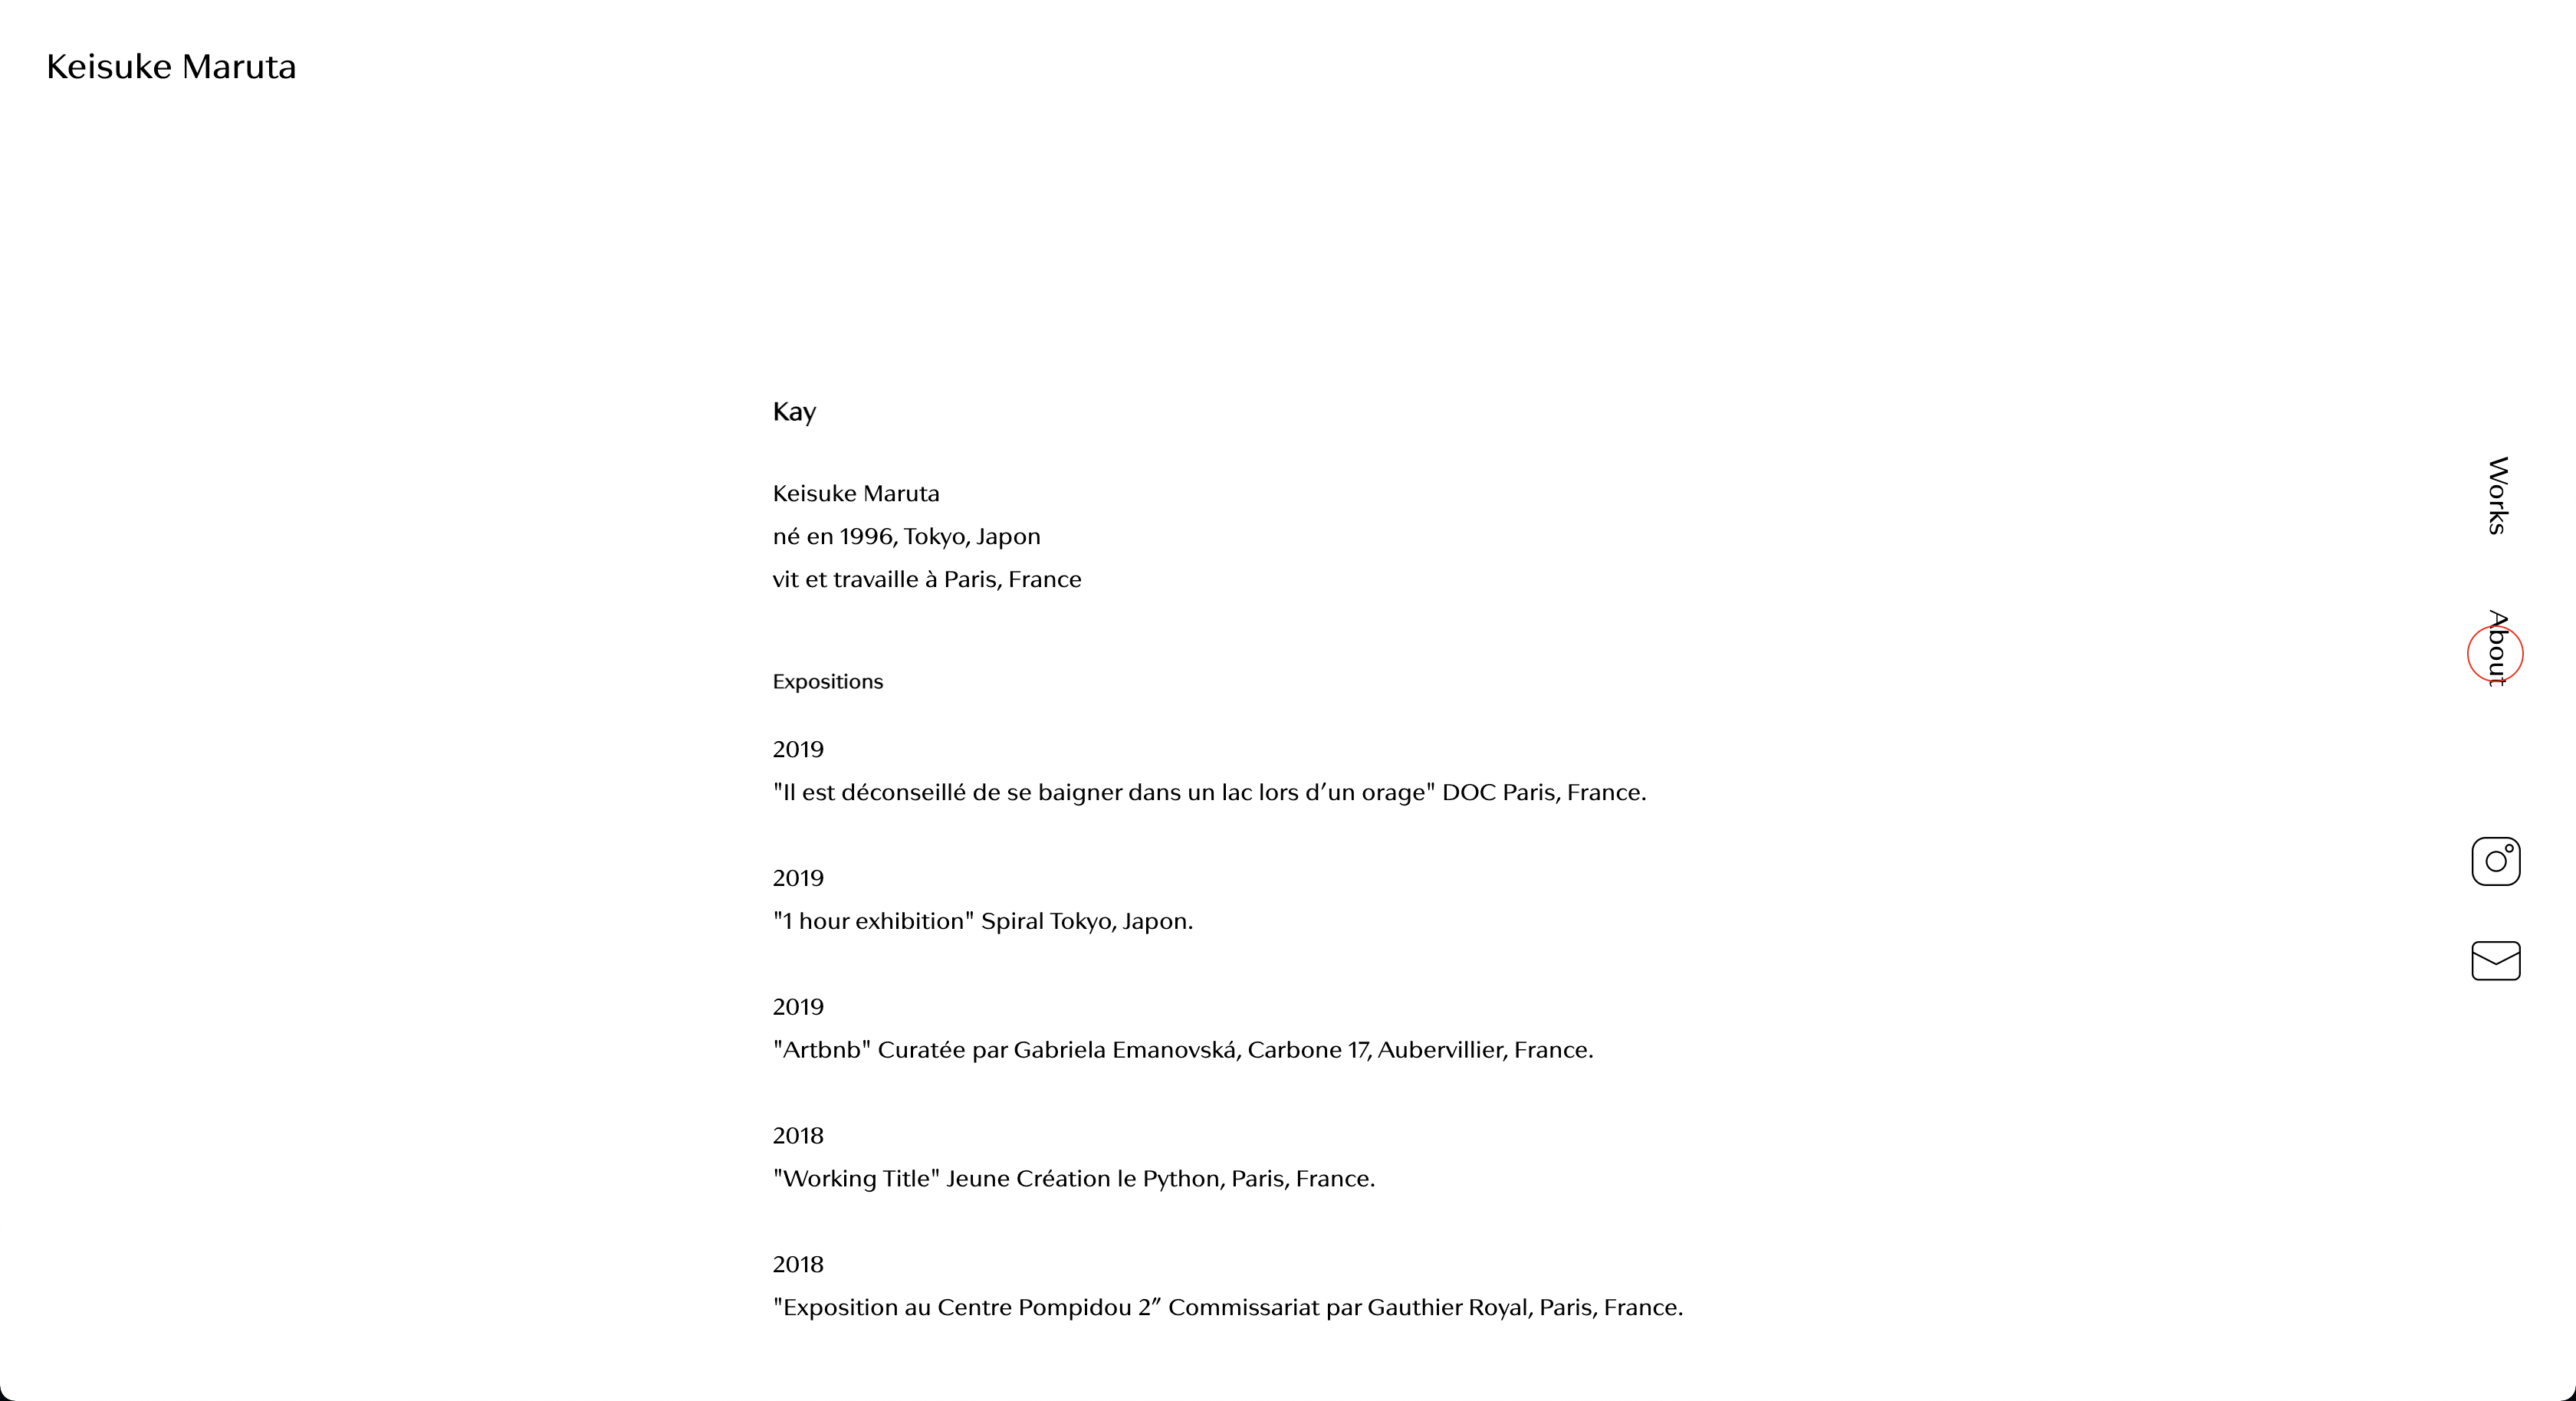 Keisuke Maruta
Kay
Keisuke Maruta
né en 1996, Tokyo, Japon
vit et travaille à Paris, France
Expositions
2019
"Il est déconseillé de se baigner dans un lac lors d’un orage" DOC Paris, France.
2019
"1 hour exhibition" Spiral Tokyo, Japon.
2019
"Artbnb" Curatée par Gabriela Emanovská, Carbone 17, Aubervillier, France.
2018
"Working Title" Jeune Création le Python, Paris, France.
2018
"Exposition au Centre Pompidou 2” Commissariat par Gauthier Royal, Paris, France.
Works
About